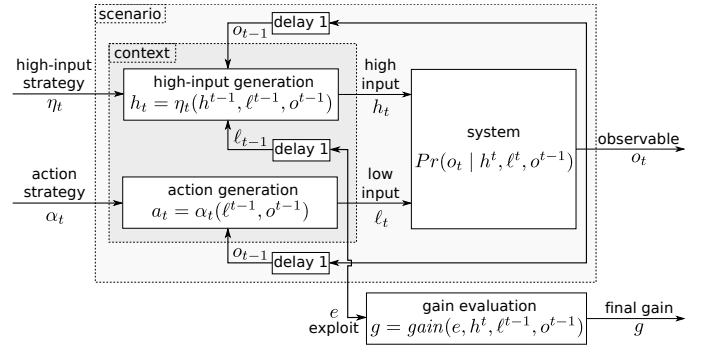 scenario
delay 1
o_{t-1}
context
high-input
strategy
η_t
high-input generation
h_t = η_t(h^{t-1}, ℓ^{t-1}, o^{t-1})
high
input
h_t
ℓ_{t-1}
delay 1
system
Pr(o_t | h^t, ℓ^t, o^{t-1})
observable
o_t
action
strategy
α_t
action generation
a_t = α_t(ℓ^{t-1}, o^{t-1})
low
input
ℓ_t
o_{t-1}
delay 1
e
exploit
gain evaluation
g = gain(e, h^t, ℓ^{t-1}, o^{t-1})
final gain
g